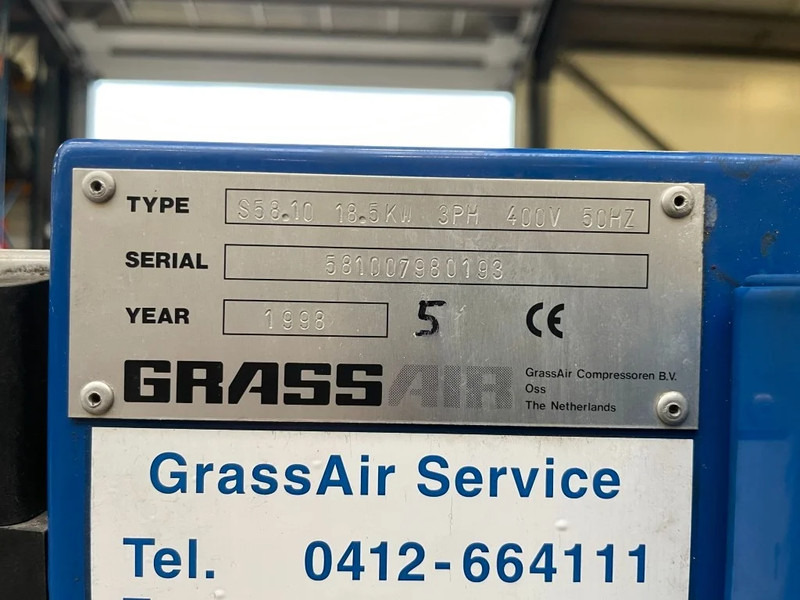 TYPE S58.10 18.5KW 3PH 400V 50HZ
SERIAL 581007980193
YEAR 1998 5 CE
GRASSAIR
GrassAir Compressoren B.V.
Oss
The Netherlands
GrassAir Service
Tel. 0412-664111